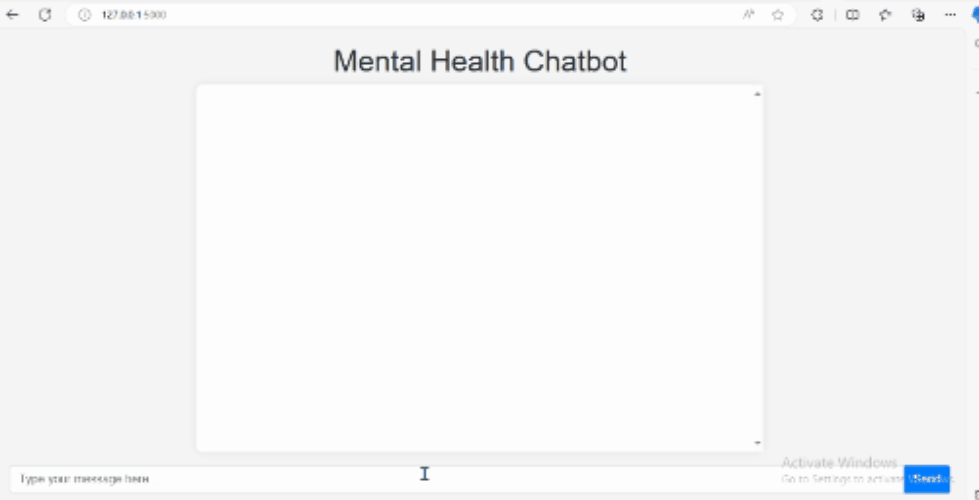 127.0.0.1:5000
Mental Health Chatbot
Type your message here
Send
Activate Windows
Go to Settings to activate Windows.